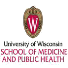 University of Wisconsin
SCHOOL OF MEDICINE
AND PUBLIC HEALTH